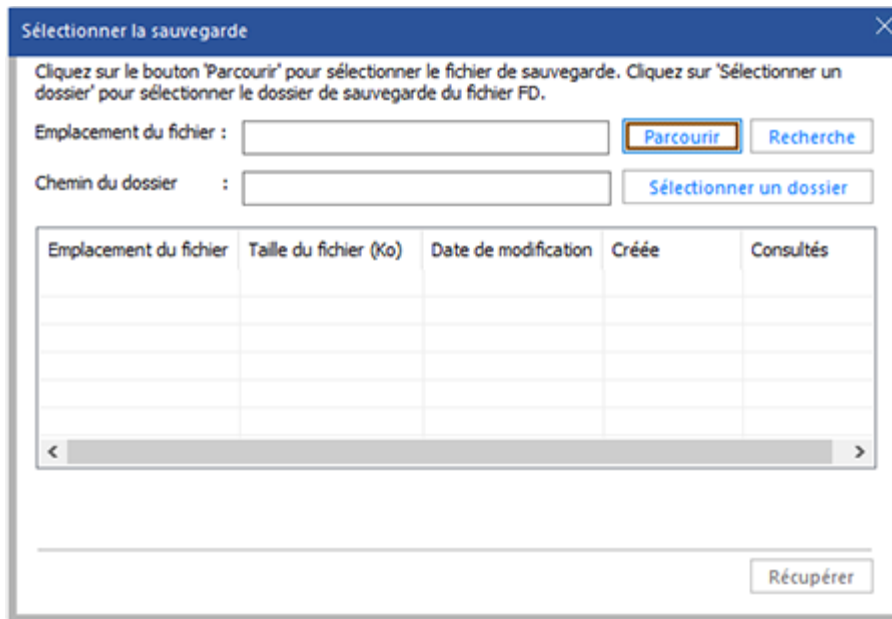 Sélectionner la sauvegarde
Cliquez sur le bouton 'Parcourir' pour sélectionner le fichier de sauvegarde. Cliquez sur 'Sélectionner un
dossier' pour sélectionner le dossier de sauvegarde du fichier FD.
Emplacement du fichier : Parcourir Recherche
Chemin du dossier : Sélectionner un dossier
Emplacement du fichier Taille du fichier (Ko) Date de modification Créée Consultés
Récupérer